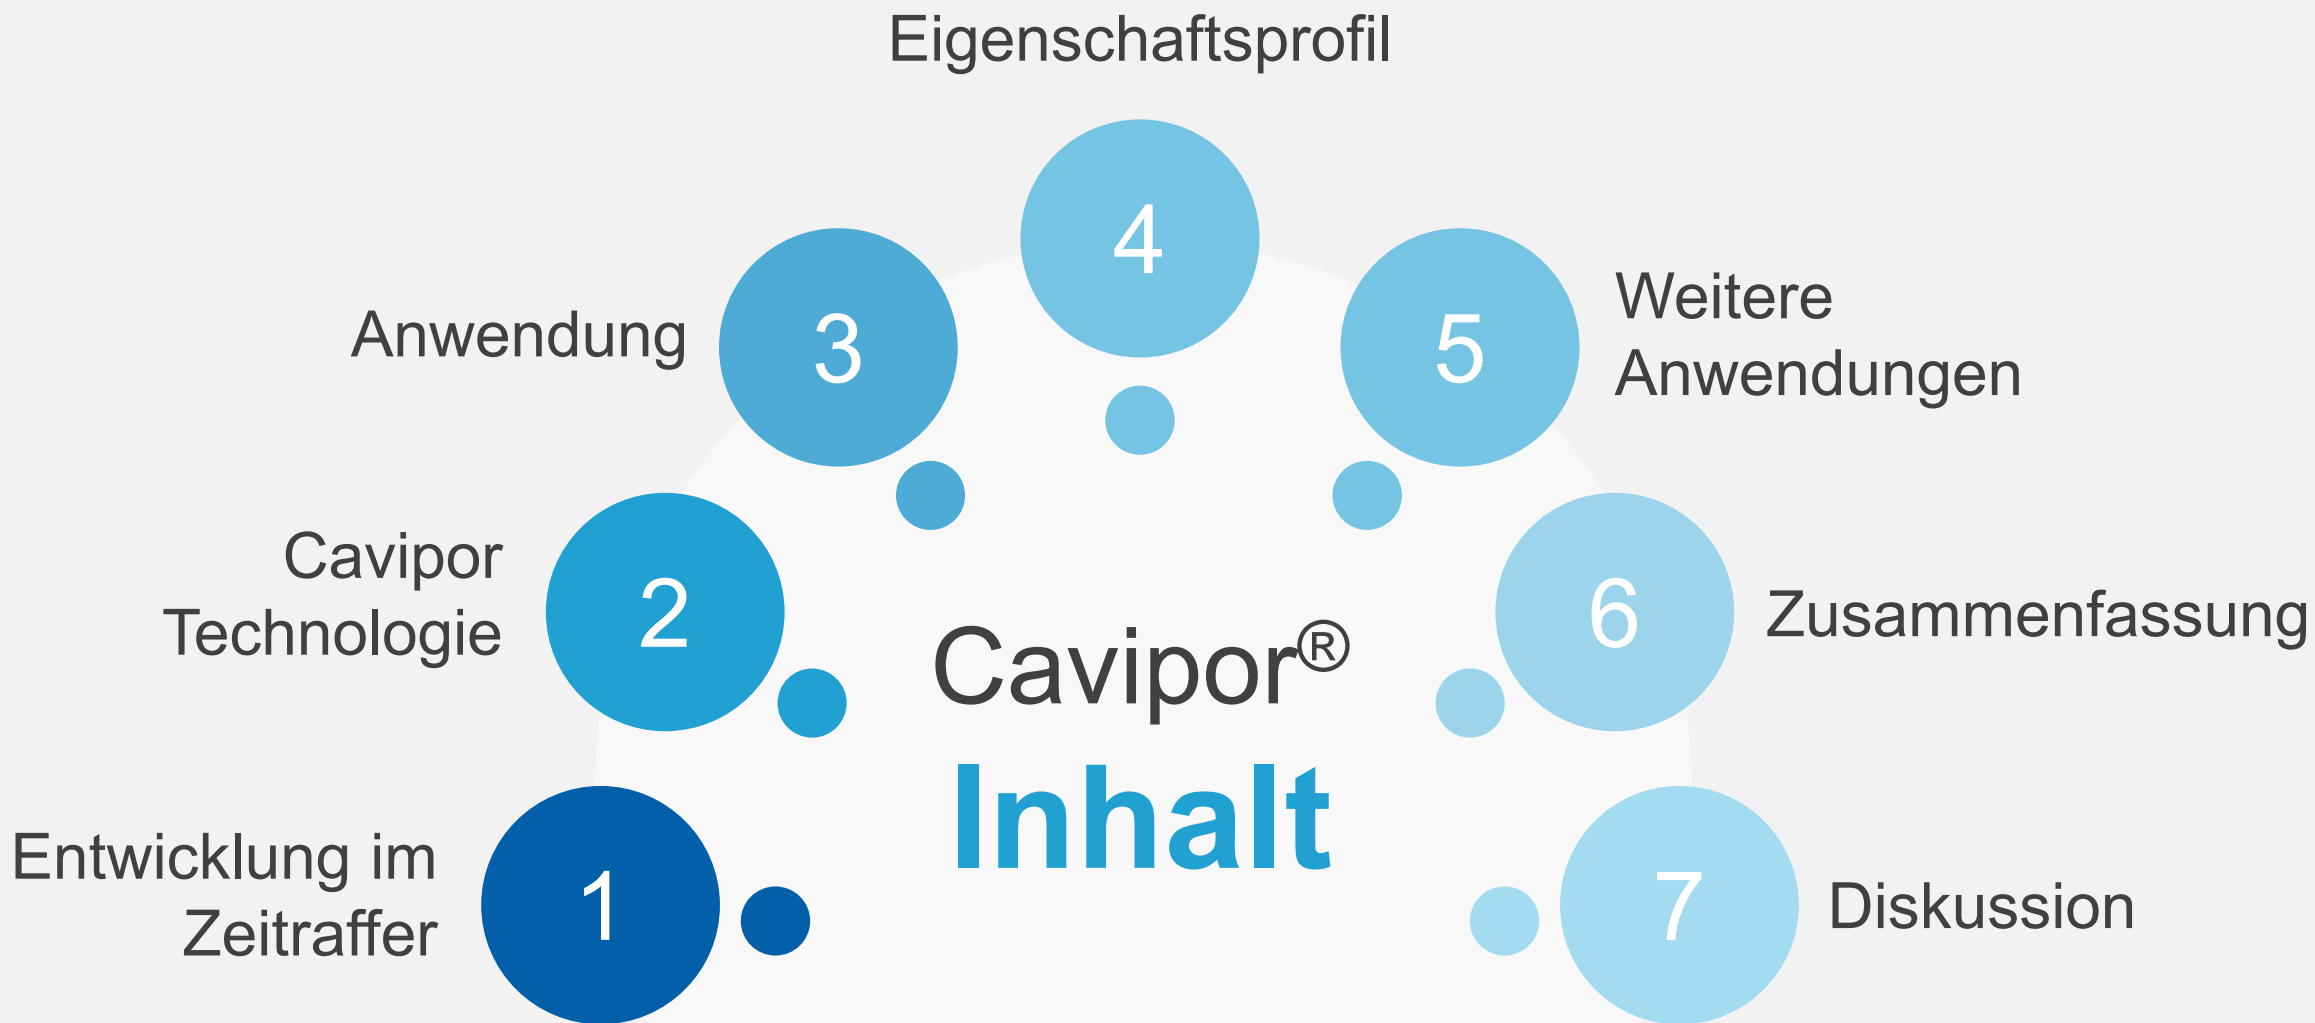 Cavipor®
Inhalt
1
Entwicklung im
Zeitraffer
2
Cavipor
Technologie
3
Anwendung
4
Eigenschaftsprofil
5
Weitere
Anwendungen
6
Zusammenfassung
7
Diskussion